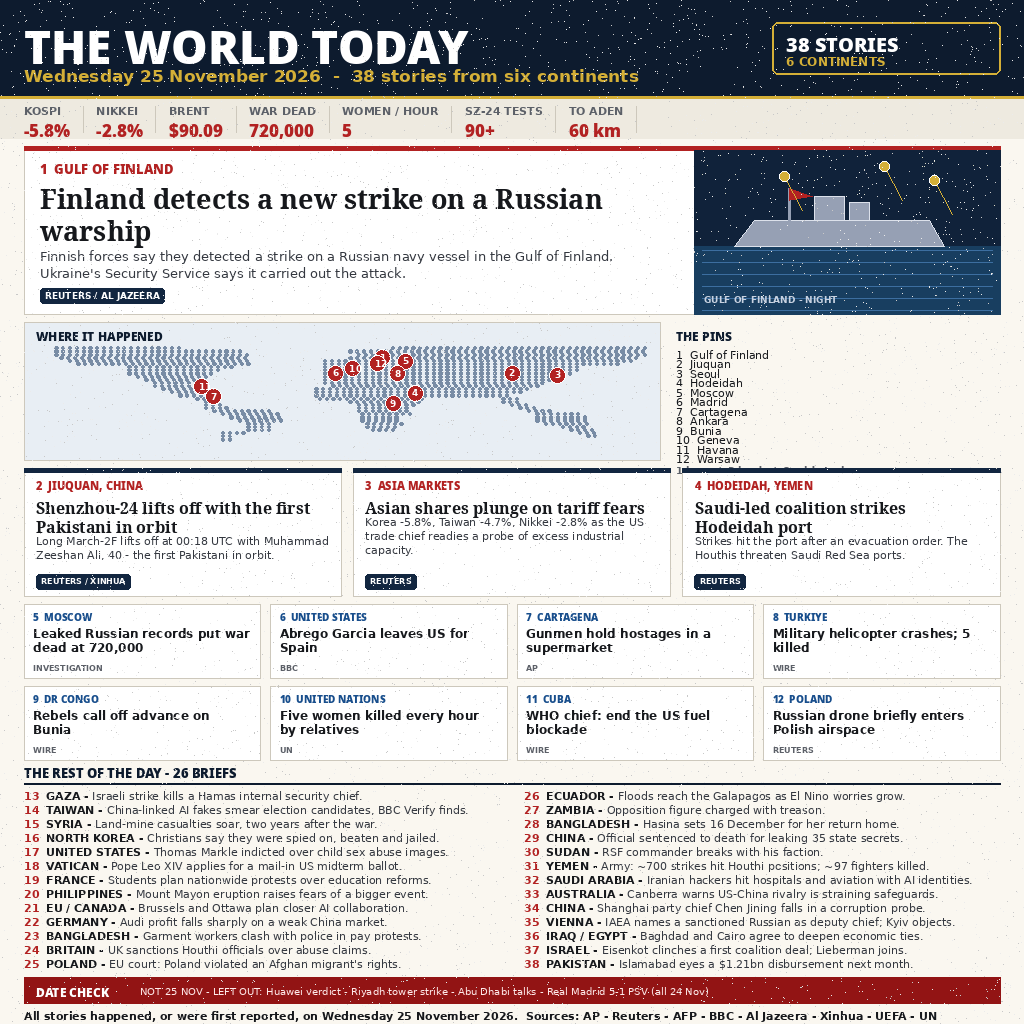 THE WORLD TODAY
Wednesday 25 November 2026 - 38 stories from six continents
38 STORIES
6 CONTINENTS
KOSPI
-5.8%
NIKKEI
-2.8%
BRENT
$90.09
WAR DEAD
720,000
WOMEN / HOUR
5
SZ-24 TESTS
90+
TO ADEN
60 km
1 GULF OF FINLAND
Finland detects a new strike on a Russian
warship
Finnish forces say they detected a strike on a Russian navy vessel in the Gulf of Finland.
Ukraine's Security Service says it carried out the attack.
REUTERS / AL JAZEERA
GULF OF FINLAND - NIGHT
WHERE IT HAPPENED
6
10
5
8
2
3
7
4
9
THE PINS
1 Gulf of Finland
2 Jiuquan
3 Seoul
4 Hodeidah
5 Moscow
6 Madrid
7 Cartagena
8 Ankara
9 Bunia
10 Geneva
11 Havana
12 Warsaw
2 JIUQUAN, CHINA
Shenzhou-24 lifts off with the first
Pakistani in orbit
Long March-2F lifts off at 00:18 UTC with Muhammad
Zeeshan Ali, 40 - the first Pakistani in orbit.
REUTERS / XINHUA
3 ASIA MARKETS
Asian shares plunge on tariff fears
Korea -5.8%, Taiwan -4.7%, Nikkei -2.8% as the US
trade chief readies a probe of excess industrial
capacity.
REUTERS
4 HODEIDAH, YEMEN
Saudi-led coalition strikes
Hodeidah port
Strikes hit the port after an evacuation order. The
Houthis threaten Saudi Red Sea ports.
REUTERS
5 MOSCOW
Leaked Russian records put war
dead at 720,000
INVESTIGATION
6 UNITED STATES
Abrego Garcia leaves US for
Spain
BBC
7 CARTAGENA
Gunmen hold hostages in a
supermarket
AP
8 TURKIYE
Military helicopter crashes; 5
killed
WIRE
9 DR CONGO
Rebels call off advance on
Bunia
WIRE
10 UNITED NATIONS
Five women killed every hour
by relatives
UN
11 CUBA
WHO chief: end the US fuel
blockade
WIRE
12 POLAND
Russian drone briefly enters
Polish airspace
REUTERS
THE REST OF THE DAY - 26 BRIEFS
13 GAZA - Israeli strike kills a Hamas internal security chief.
14 TAIWAN - China-linked AI fakes smear election candidates, BBC Verify finds.
15 SYRIA - Land-mine casualties soar, two years after the war.
16 NORTH KOREA - Christians say they were spied on, beaten and jailed.
17 UNITED STATES - Thomas Markle indicted over child sex abuse images.
18 VATICAN - Pope Leo XIV applies for a mail-in US midterm ballot.
19 FRANCE - Students plan nationwide protests over education reforms.
20 PHILIPPINES - Mount Mayon eruption raises fears of a bigger event.
21 EU / CANADA - Brussels and Ottawa plan closer AI collaboration.
22 GERMANY - Audi profit falls sharply on a weak China market.
23 BANGLADESH - Garment workers clash with police in pay protests.
24 BRITAIN - UK sanctions Houthi officials over abuse claims.
25 POLAND - EU court: Poland violated an Afghan migrant's rights.
26 ECUADOR - Floods reach the Galapagos as El Nino worries grow.
27 ZAMBIA - Opposition figure charged with treason.
28 BANGLADESH - Hasina sets 16 December for her return home.
29 CHINA - Official sentenced to death for leaking 35 state secrets.
30 SUDAN - RSF commander breaks with his faction.
31 YEMEN - Army: ~700 strikes hit Houthi positions; ~97 fighters killed.
32 SAUDI ARABIA - Iranian hackers hit hospitals and aviation with AI identities.
33 AUSTRALIA - Canberra warns US-China rivalry is straining safeguards.
34 CHINA - Shanghai party chief Chen Jining falls in a corruption probe.
35 VIENNA - IAEA names a sanctioned Russian as deputy chief; Kyiv objects.
36 IRAQ / EGYPT - Baghdad and Cairo agree to deepen economic ties.
37 ISRAEL - Eisenkot clinches a first coalition deal; Lieberman joins.
38 PAKISTAN - Islamabad eyes a $1.21bn disbursement next month.
DATE CHECK
NOT 25 NOV - LEFT OUT: Huawei verdict - Riyadh tower strike - Abu Dhabi talks - Real Madrid 5-1 PSV (all 24 Nov)
All stories happened, or were first reported, on Wednesday 25 November 2026. Sources: AP - Reuters - AFP - BBC - Al Jazeera - Xinhua - UEFA - UN